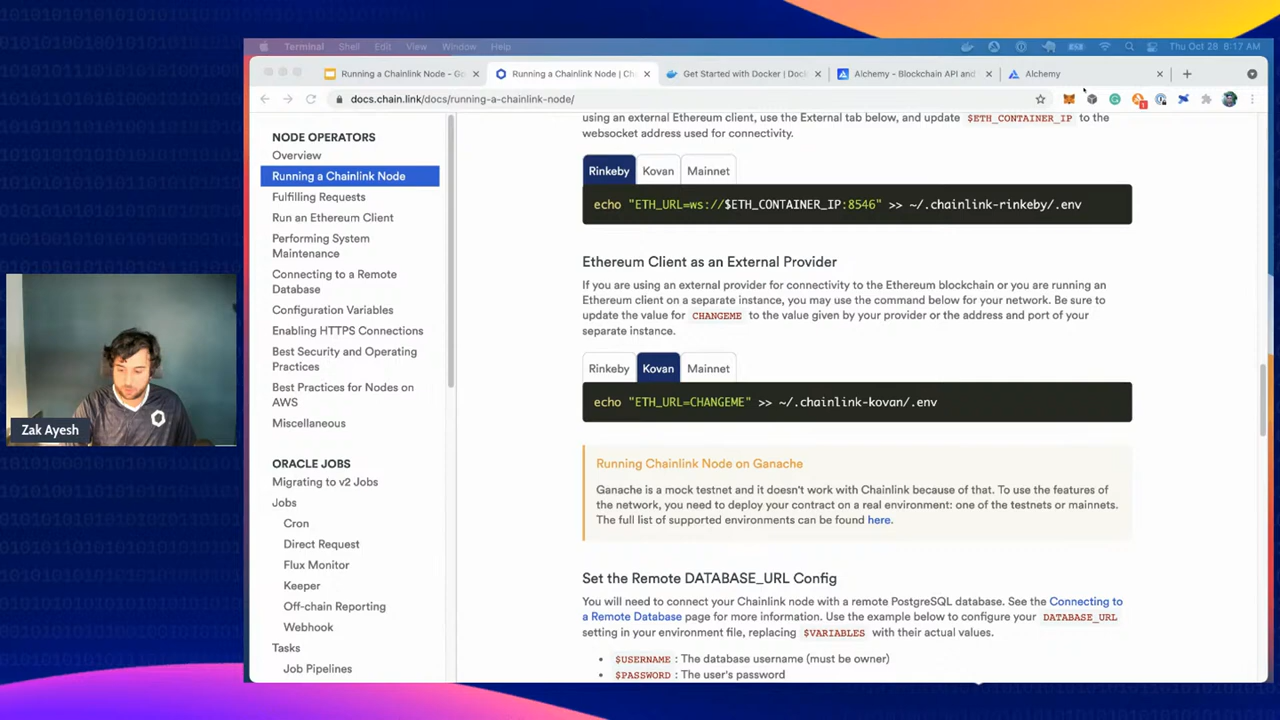 Terminal Shell Edit View Window Help Thu Oct 28 8:17 AM
Running a Chainlink Node - Go
Running a Chainlink Node | Ch
Get Started with Docker | Doc
Alchemy - Blockchain API and
Alchemy
docs.chain.link/docs/running-a-chainlink-node/
NODE OPERATORS
Overview
Running a Chainlink Node
Fulfilling Requests
Run an Ethereum Client
Performing System
Maintenance
Connecting to a Remote
Database
Configuration Variables
Enabling HTTPS Connections
Best Security and Operating
Practices
Best Practices for Nodes on
AWS
Miscellaneous
ORACLE JOBS
Migrating to v2 Jobs
Jobs
Cron
Direct Request
Flux Monitor
Keeper
Off-chain Reporting
Webhook
Tasks
Job Pipelines
using an external Ethereum client, use the External tab below, and update $ETH_CONTAINER_IP to the
websocket address used for connectivity.
Rinkeby Kovan Mainnet
echo "ETH_URL=ws://$ETH_CONTAINER_IP:8546" >> ~/.chainlink-rinkeby/.env
Ethereum Client as an External Provider
If you are using an external provider for connectivity to the Ethereum blockchain or you are running an
Ethereum client on a separate instance, you may use the command below for your network. Be sure to
update the value for CHANGEME to the value given by your provider or the address and port of your
separate instance.
Rinkeby Kovan Mainnet
echo "ETH_URL=CHANGEME" >> ~/.chainlink-kovan/.env
Running Chainlink Node on Ganache
Ganache is a mock testnet and it doesn't work with Chainlink because of that. To use the features of
the network, you need to deploy your contract on a real environment: one of the testnets or mainnets.
The full list of supported environments can be found here.
Set the Remote DATABASE_URL Config
You will need to connect your Chainlink node with a remote PostgreSQL database. See the Connecting to
a Remote Database page for more information. Use the example below to configure your DATABASE_URL
setting in your environment file, replacing $VARIABLES with their actual values.
• $USERNAME : The database username (must be owner)
• $PASSWORD : The user's password
Zak Ayesh